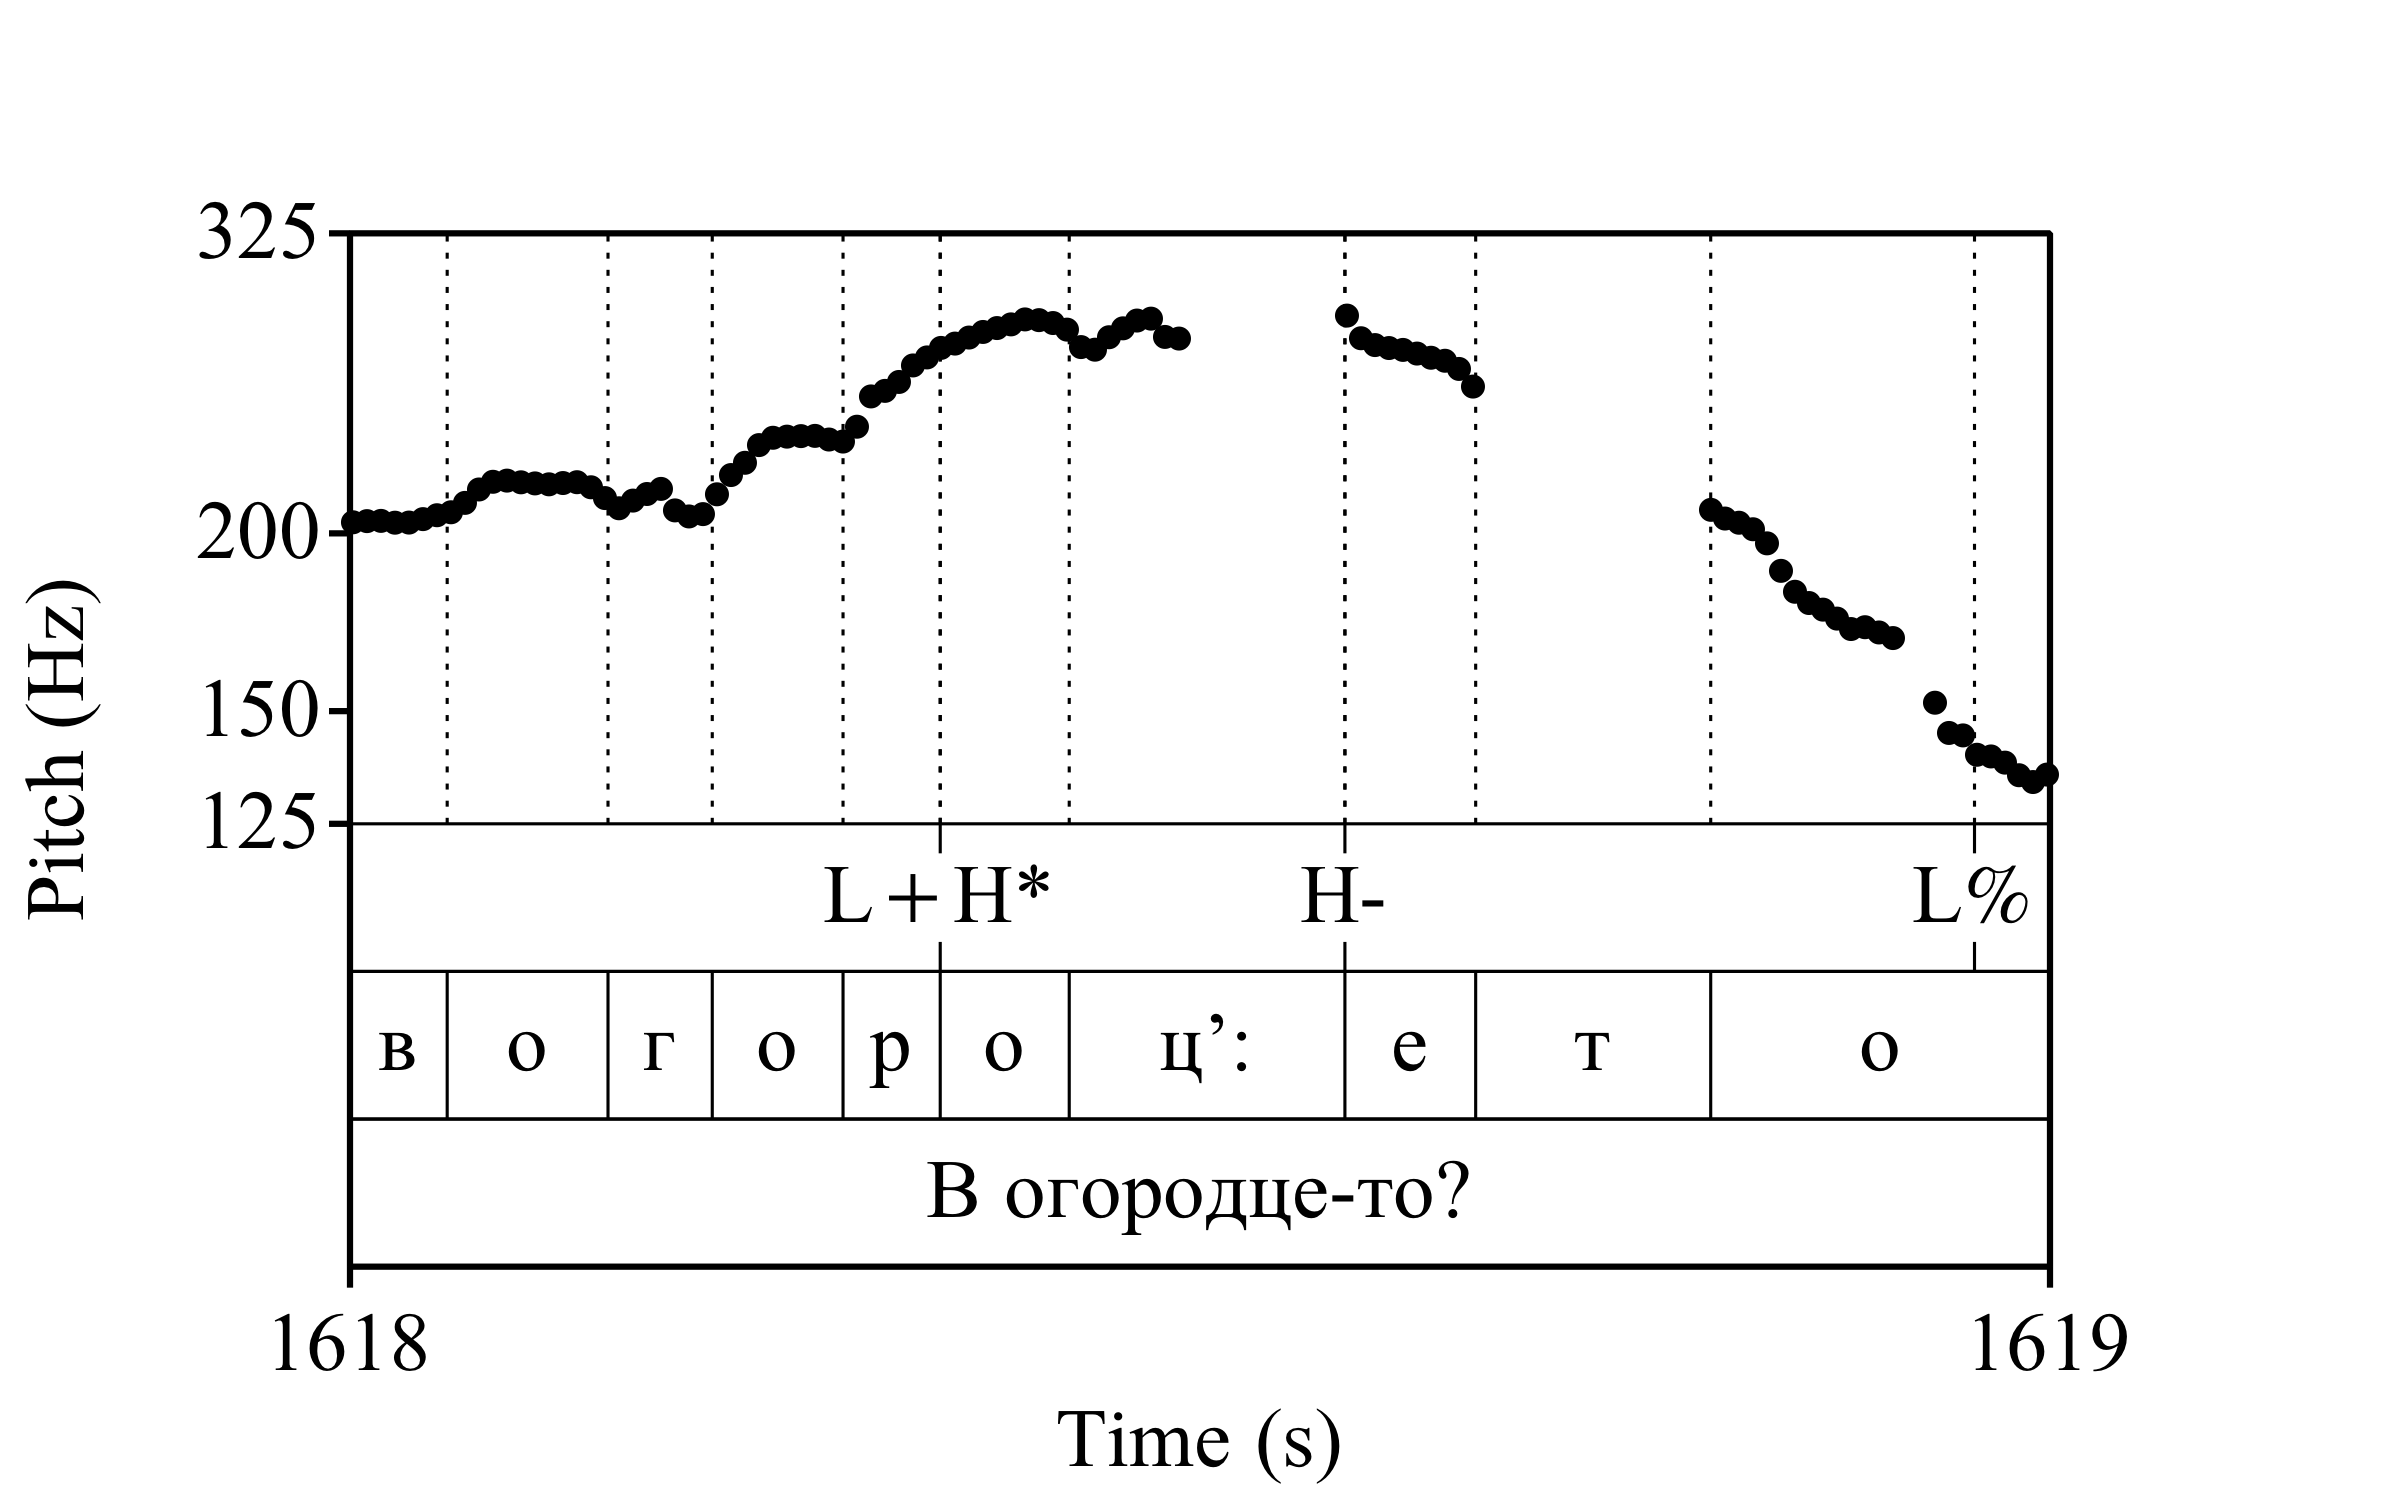 325
200
150
125
Pitch (Hz)
L+H* H- L%
в о г о р о ц’: е т о
В огородце-то?
1618 1619
Time (s)